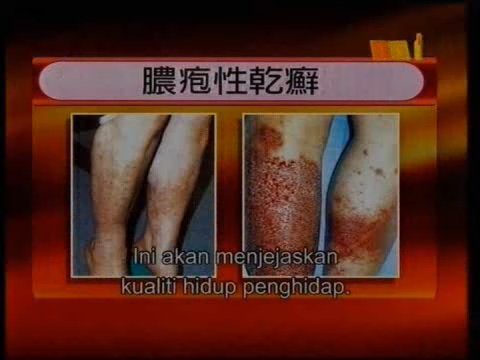 膿疱性乾癬
Ini akan menjejaskan
kualiti hidup penghidap.